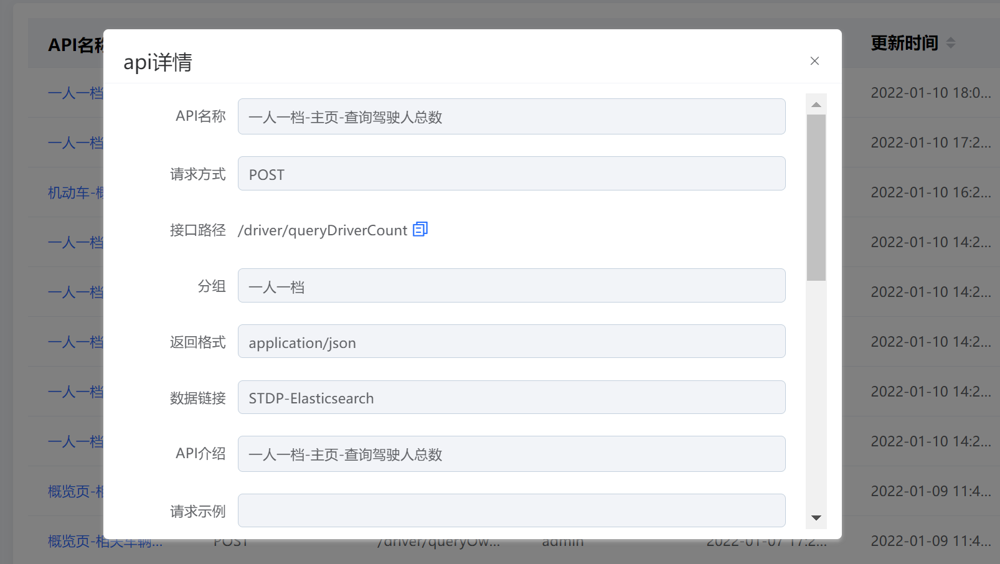 API名称
更新时间
api详情
API名称 一人一档-主页-查询驾驶人总数
请求方式 POST
接口路径 /driver/queryDriverCount
分组 一人一档
返回格式 application/json
数据链接 STDP-Elasticsearch
API介绍 一人一档-主页-查询驾驶人总数
请求示例
一人一档 2022-01-10 18:0...
一人一档 2022-01-10 17:2...
机动车-概 2022-01-10 16:2...
一人一档 2022-01-10 14:2...
一人一档 2022-01-10 14:2...
一人一档 2022-01-10 14:2...
一人一档 2022-01-10 14:2...
一人一档 2022-01-10 14:2...
概览页-相 2022-01-09 11:4...
概览页-相关车辆... POST /driver/queryOw... admin 2022-01-07 17:2... 2022-01-09 11:4...